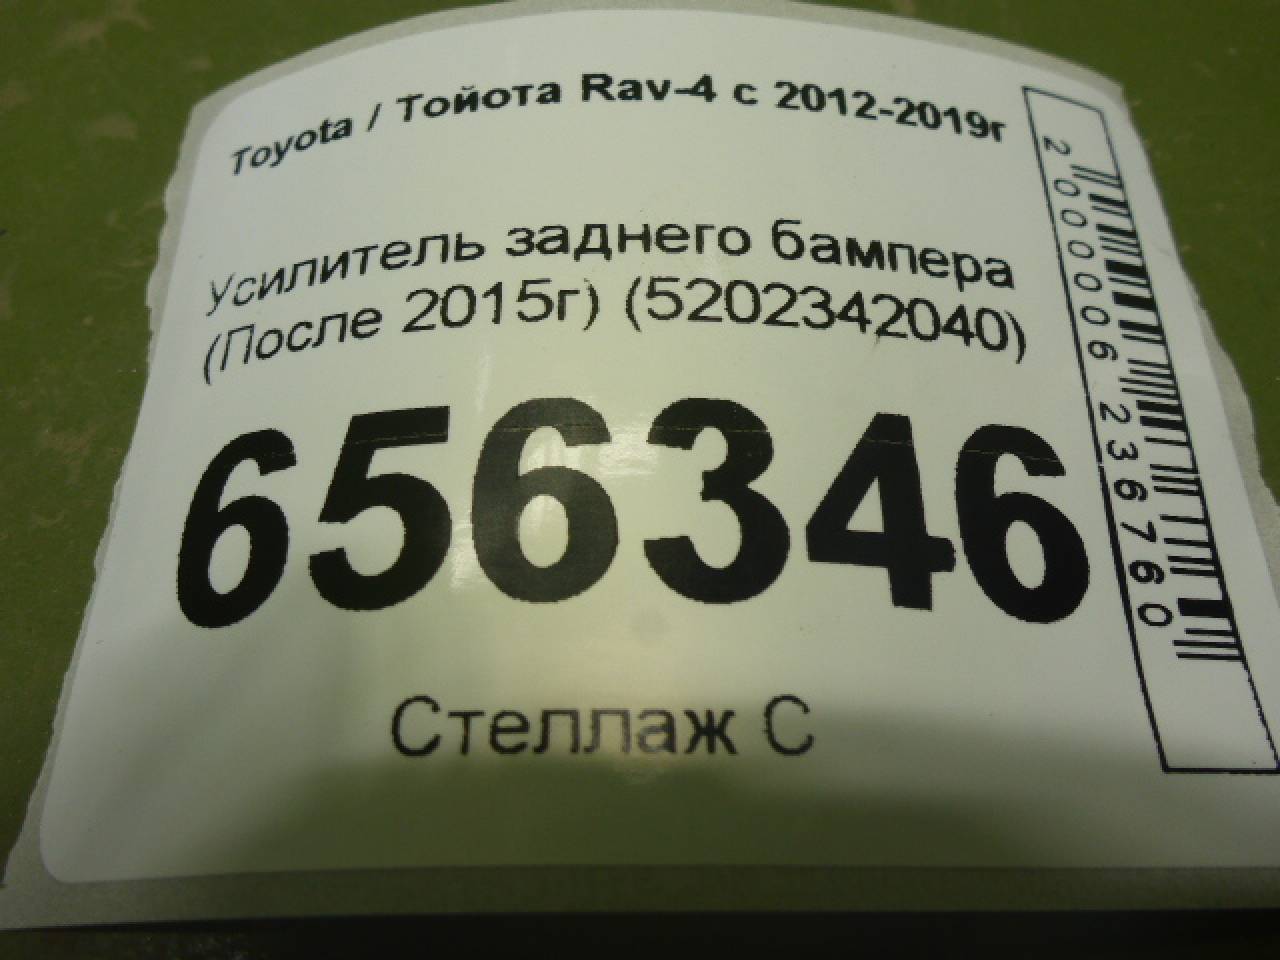 Toyota / Тойота Rav-4 с 2012-2019г
Усилитель заднего бампера
(После 2015г) (5202342040)
656346
Стеллаж С
2000006236760